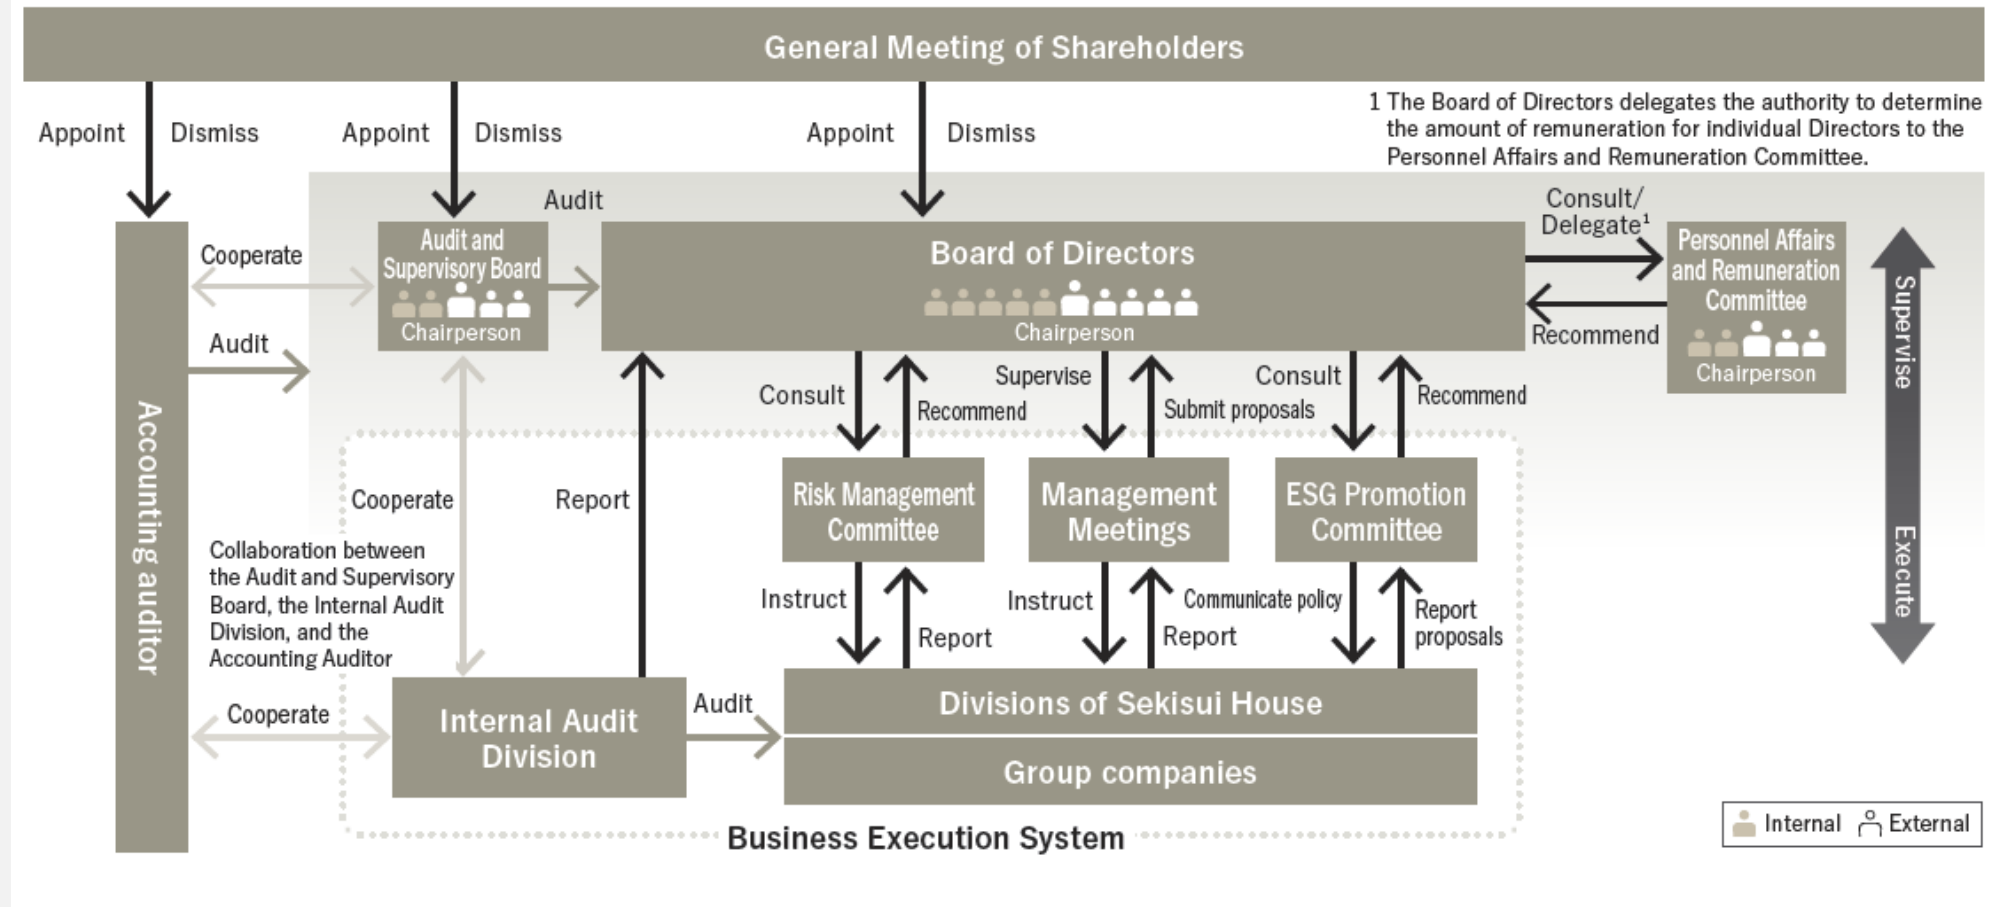 General Meeting of Shareholders
Appoint
Dismiss
Appoint
Dismiss
Appoint
Dismiss
1 The Board of Directors delegates the authority to determine
the amount of remuneration for individual Directors to the
Personnel Affairs and Remuneration Committee.
Audit
Consult/
Delegate¹
Cooperate
Audit and
Supervisory Board
Chairperson
Board of Directors
Chairperson
Personnel Affairs
and Remuneration
Committee
Chairperson
Recommend
Audit
Supervise
Execute
Consult
Recommend
Supervise
Submit proposals
Consult
Recommend
Accounting auditor
Cooperate
Report
Risk Management
Committee
Management
Meetings
ESG Promotion
Committee
Collaboration between
the Audit and Supervisory
Board, the Internal Audit
Division, and the
Accounting Auditor
Instruct
Report
Instruct
Report
Communicate policy
Report
proposals
Cooperate
Internal Audit
Division
Audit
Divisions of Sekisui House
Group companies
Business Execution System
Internal
External